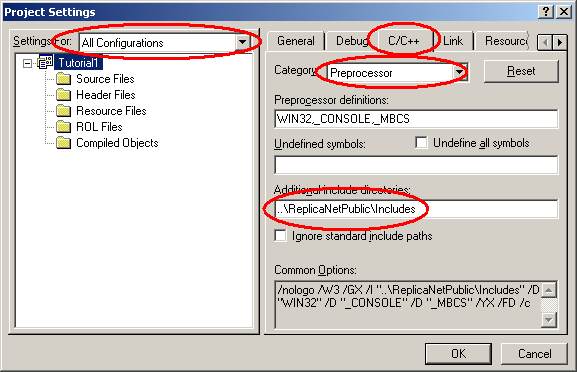 Project Settings
Settings For:
All Configurations
Tutorial1
Source Files
Header Files
Resource Files
ROL Files
Compiled Objects
General
Debug
C/C++
Link
Resourc
Category:
Preprocessor
Reset
Preprocessor definitions:
WIN32,_CONSOLE,_MBCS
Undefined symbols:
Undefine all symbols
Additional include directories:
..\ReplicaNetPublic\Includes
Ignore standard include paths
Common Options:
/nologo /W3 /GX /I "..\ReplicaNetPublic\Includes" /D
"WIN32" /D "_CONSOLE" /D "_MBCS" /YX /FD /c
OK
Cancel